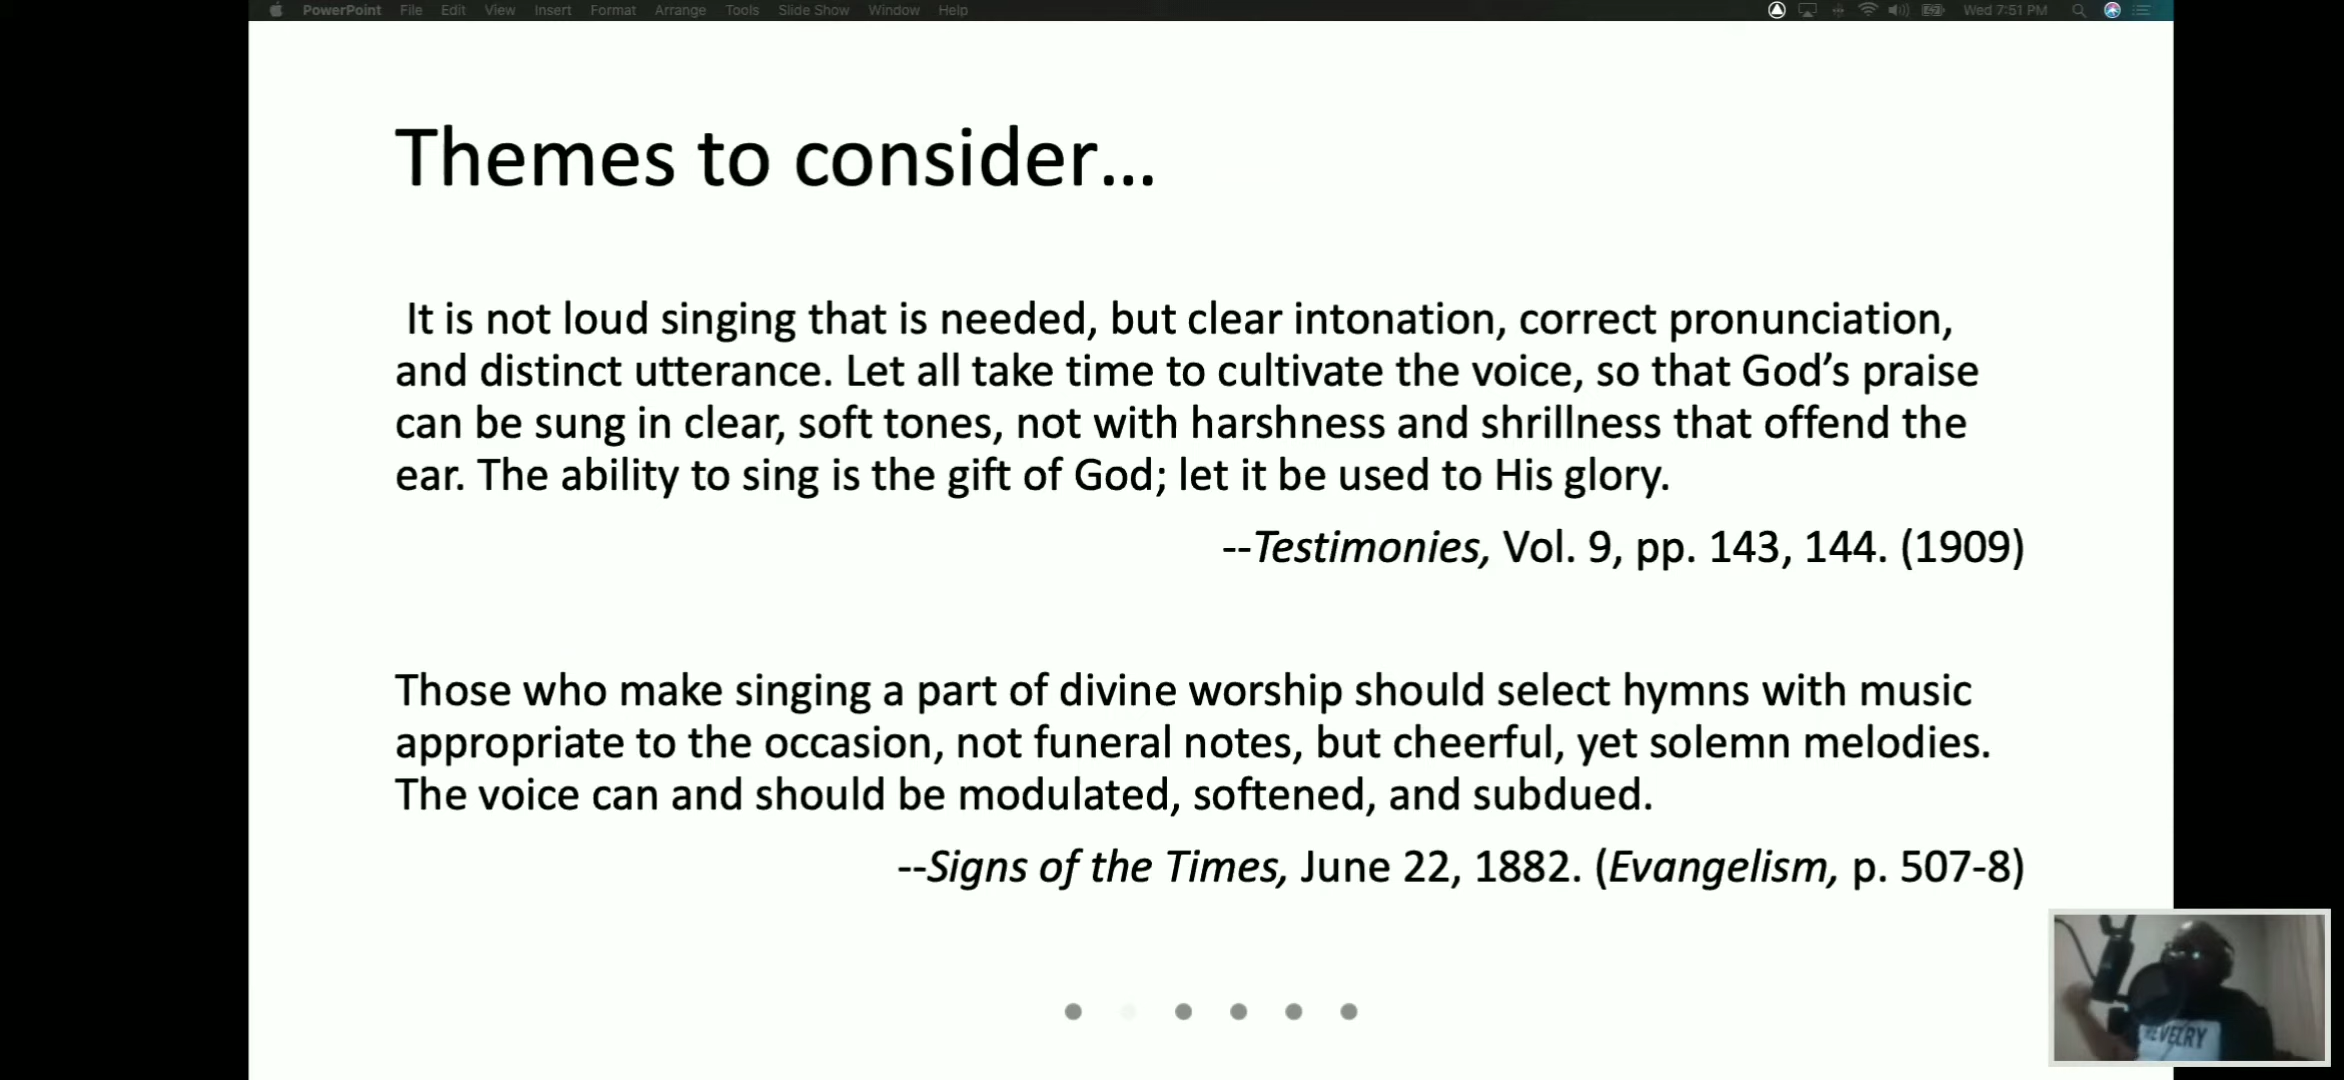 PowerPoint File Edit View Insert Format Arrange Tools Slide Show Window Help Wed 7:51 PM
Themes to consider...
It is not loud singing that is needed, but clear intonation, correct pronunciation,
and distinct utterance. Let all take time to cultivate the voice, so that God’s praise
can be sung in clear, soft tones, not with harshness and shrillness that offend the
ear. The ability to sing is the gift of God; let it be used to His glory.
--Testimonies, Vol. 9, pp. 143, 144. (1909)
Those who make singing a part of divine worship should select hymns with music
appropriate to the occasion, not funeral notes, but cheerful, yet solemn melodies.
The voice can and should be modulated, softened, and subdued.
--Signs of the Times, June 22, 1882. (Evangelism, p. 507-8)